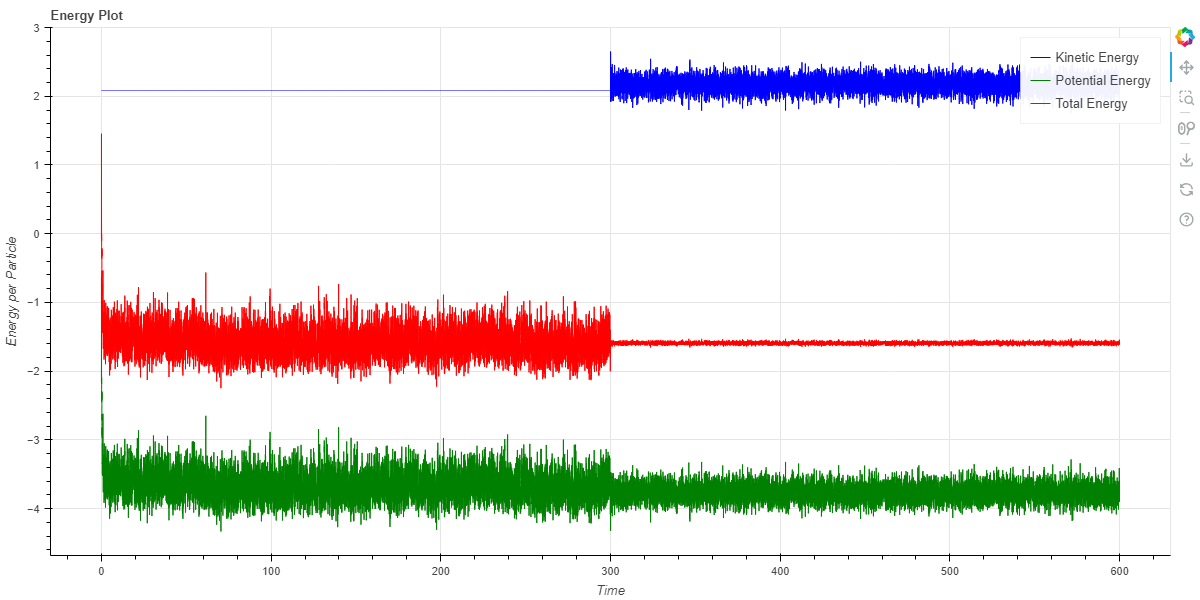 Energy Plot
3
2
1
0
−1
−2
−3
−4
Energy per Particle
Kinetic Energy
Potential Energy
Total Energy
0 100 200 300 400 500 600
Time